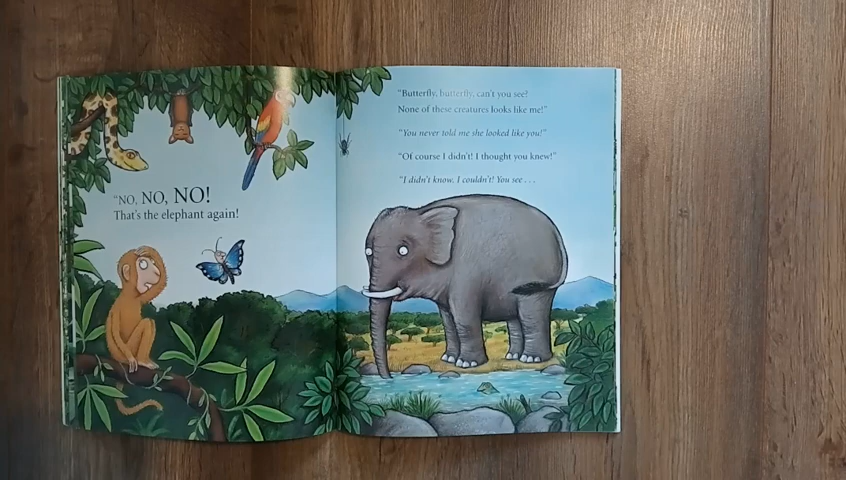 "NO, NO, NO!
That's the elephant again!
"Butterfly, butterfly, can't you see?
None of these creatures looks like me!"
"You never told me she looked like you!"
"Of course I didn't! I thought you knew!"
"I didn't know. I couldn't! You see . . .